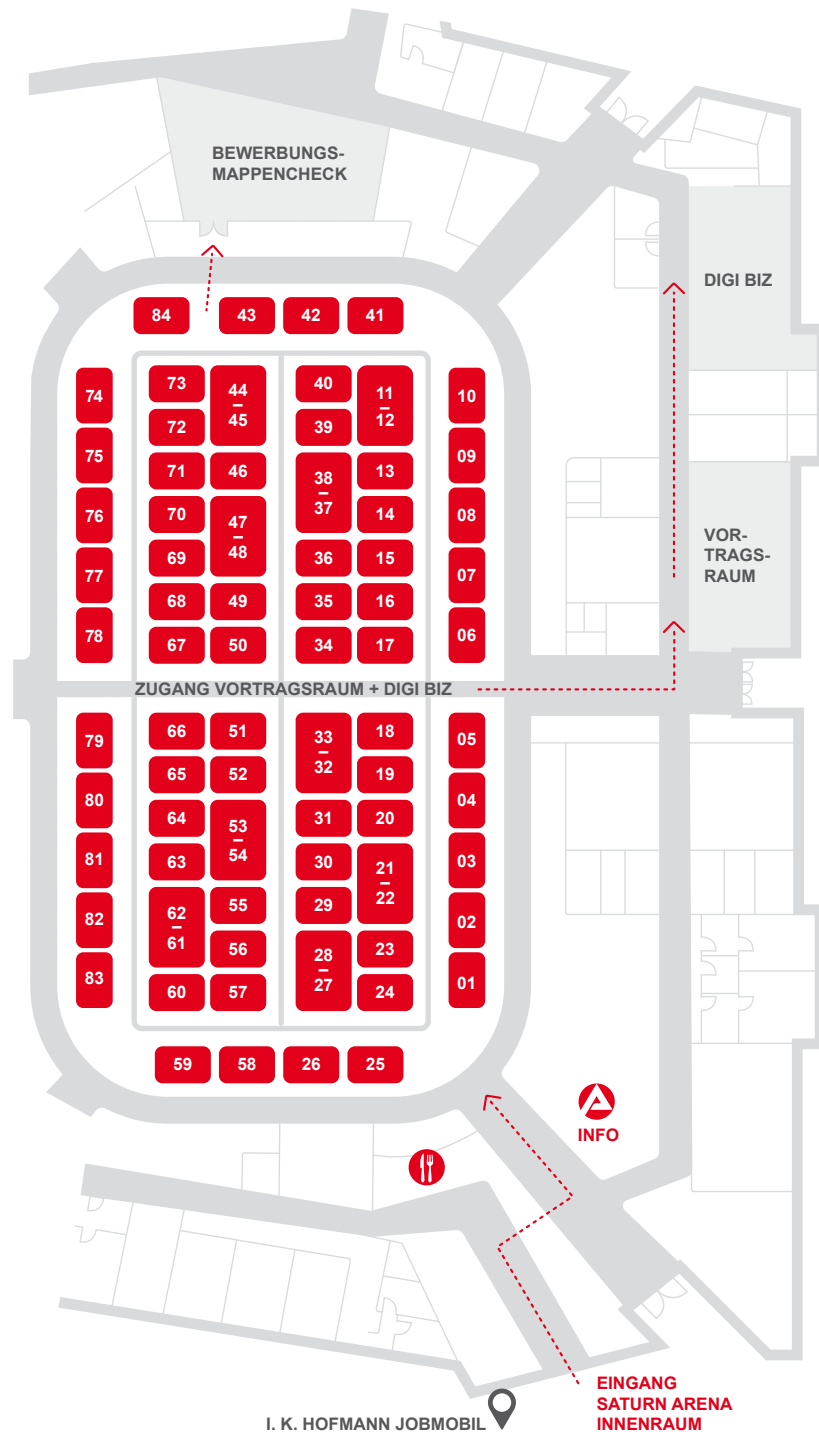 BEWERBUNGS-
MAPPENCHECK
DIGI BIZ
84 43 42 41
73 44 – 45 40 11 – 12
74 10
72 39
75 09
71 46 38 – 37 13
76 08
70 47 – 48 14
VOR-
TRAGS-
RAUM
69 36 15
77 07
68 49 35 16
78 06
67 50 34 17
ZUGANG VORTRAGSRAUM + DIGI BIZ
66 51 33 – 32 18
79 05
65 52 19
80 04
64 53 – 54 31 20
81 03
63 30 21 – 22
82 02
62 – 61 55 29
56 28 – 27 23
83 01
60 57 24
59 58 26 25
INFO
EINGANG
SATURN ARENA
INNENRAUM
I. K. HOFMANN JOBMOBIL